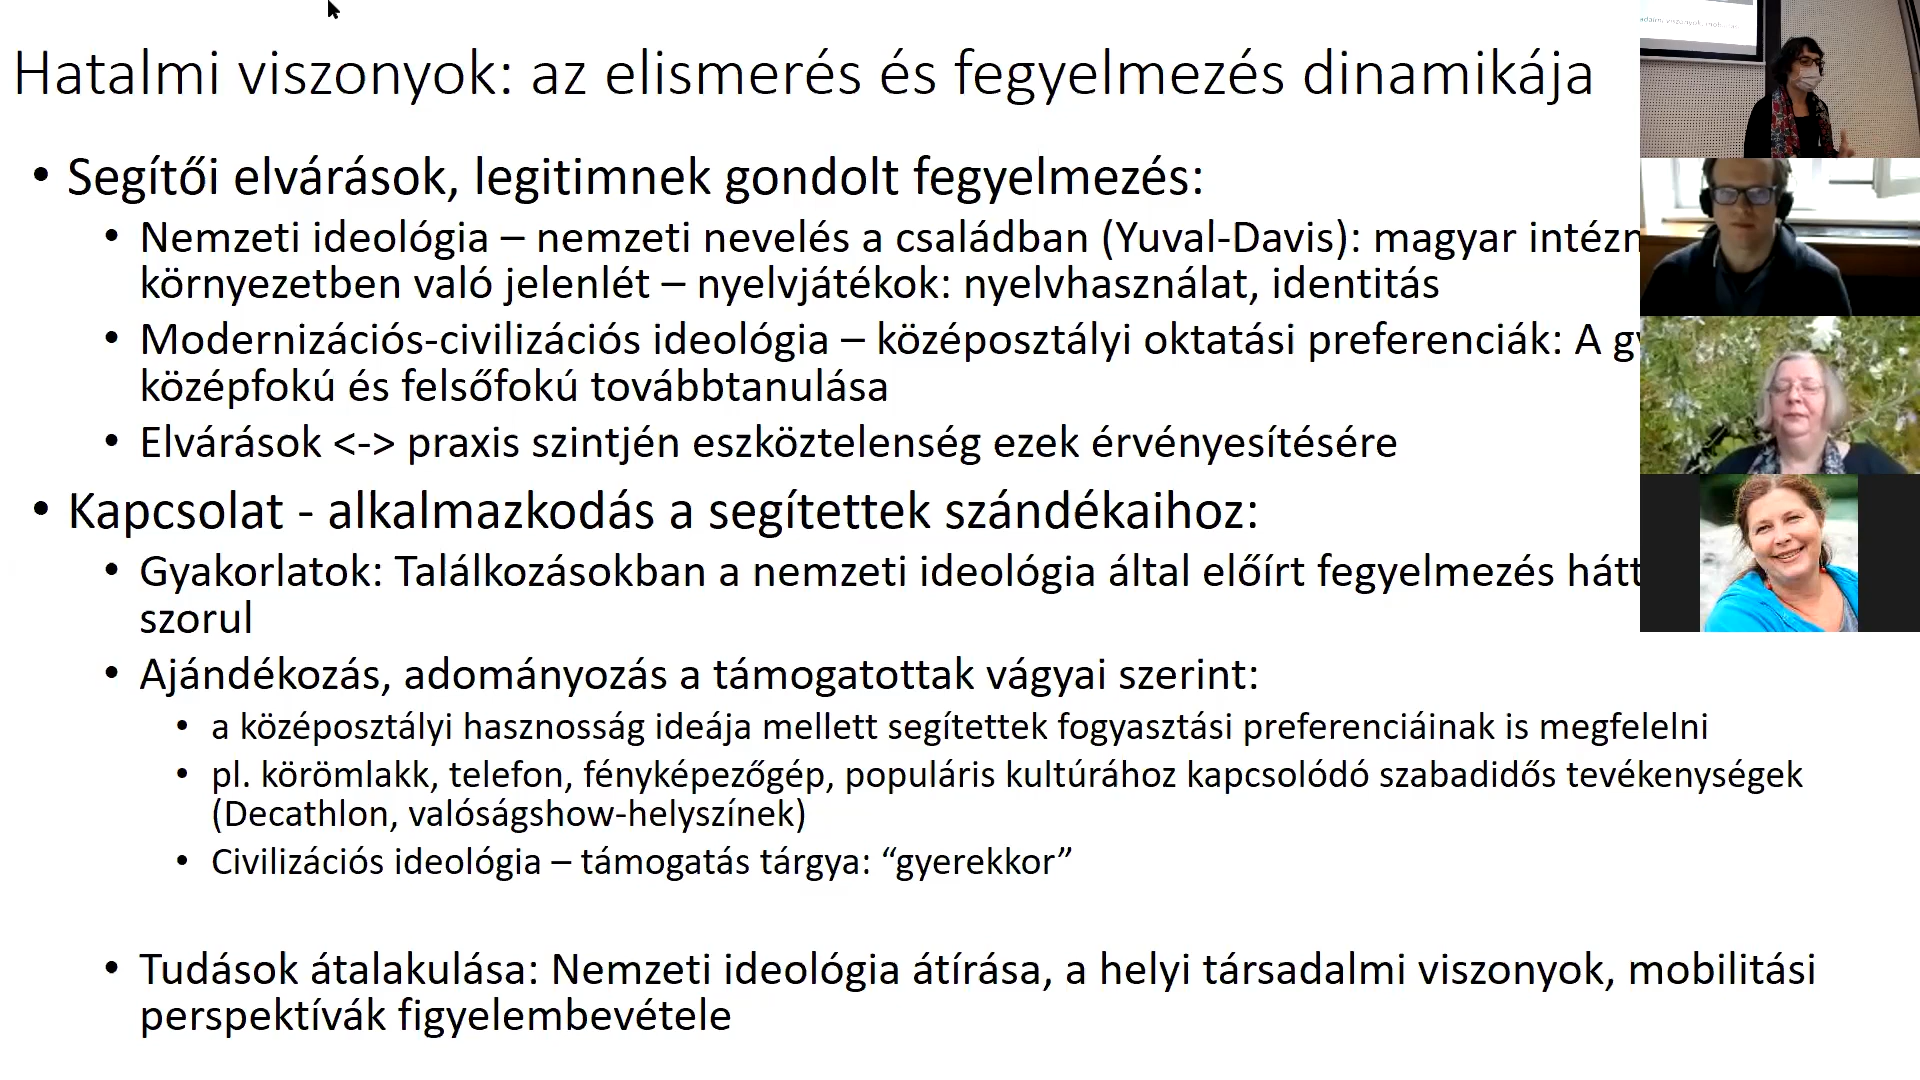 Hatalmi viszonyok: az elismerés és fegyelmezés dinamikája
• Segítői elvárások, legitimnek gondolt fegyelmezés:
• Nemzeti ideológia – nemzeti nevelés a családban (Yuval-Davis): magyar
környezetben való jelenlét – nyelvjátékok: nyelvhasználat, identitás
• Modernizációs-civilizációs ideológia – középosztályi oktatási preferenciák: A
középfokú és felsőfokú továbbtanulása
• Elvárások <-> praxis szintjén eszköztelenség ezek érvényesítésére
• Kapcsolat - alkalmazkodás a segítettek szándékaihoz:
• Gyakorlatok: Találkozásokban a nemzeti ideológia által előírt fegyelmezés
szorul
• Ajándékozás, adományozás a támogatottak vágyai szerint:
• a középosztályi hasznosság ideája mellett segítettek fogyasztási preferenciáinak is megfelelni
• pl. körömlakk, telefon, fényképezőgép, populáris kultúrához kapcsolódó szabadidős tevékenységek
(Decathlon, valóságshow-helyszínek)
• Civilizációs ideológia – támogatás tárgya: “gyerekkor”
• Tudások átalakulása: Nemzeti ideológia átírása, a helyi társadalmi viszonyok, mobilitási
perspektívák figyelembevétele